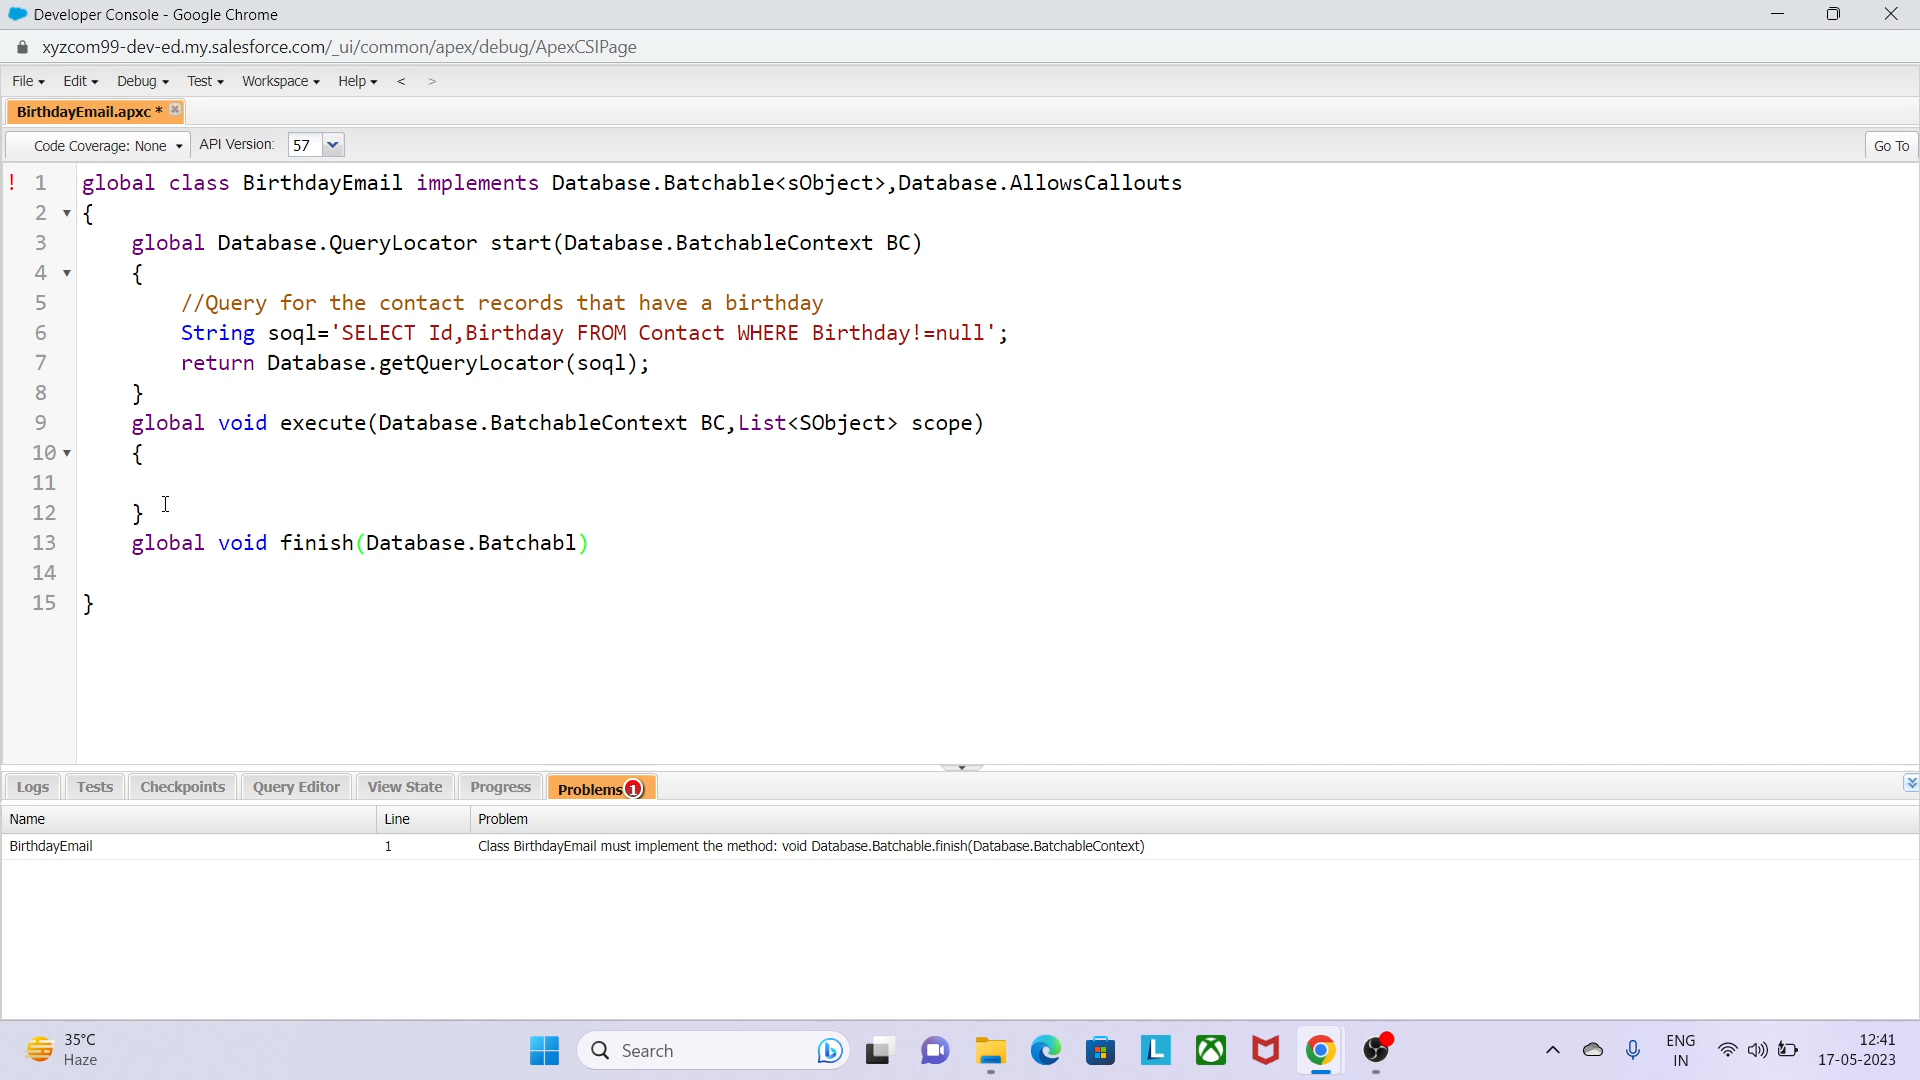 Developer Console - Google Chrome
xyzcom99-dev-ed.my.salesforce.com/_ui/common/apex/debug/ApexCSIPage
File Edit Debug Test Workspace Help < >
BirthdayEmail.apxc *
Code Coverage: None API Version: 57 Go To
! 1 global class BirthdayEmail implements Database.Batchable<sObject>,Database.AllowsCallouts
2 {
3 global Database.QueryLocator start(Database.BatchableContext BC)
4 {
5 //Query for the contact records that have a birthday
6 String soql='SELECT Id,Birthday FROM Contact WHERE Birthday!=null';
7 return Database.getQueryLocator(soql);
8 }
9 global void execute(Database.BatchableContext BC,List<SObject> scope)
10 {
11
12 }
13 global void finish(Database.Batchabl)
14
15 }
Logs Tests Checkpoints Query Editor View State Progress Problems 1
Name Line Problem
BirthdayEmail 1 Class BirthdayEmail must implement the method: void Database.Batchable.finish(Database.BatchableContext)
35°C
Haze
Search
ENG
IN
12:41
17-05-2023